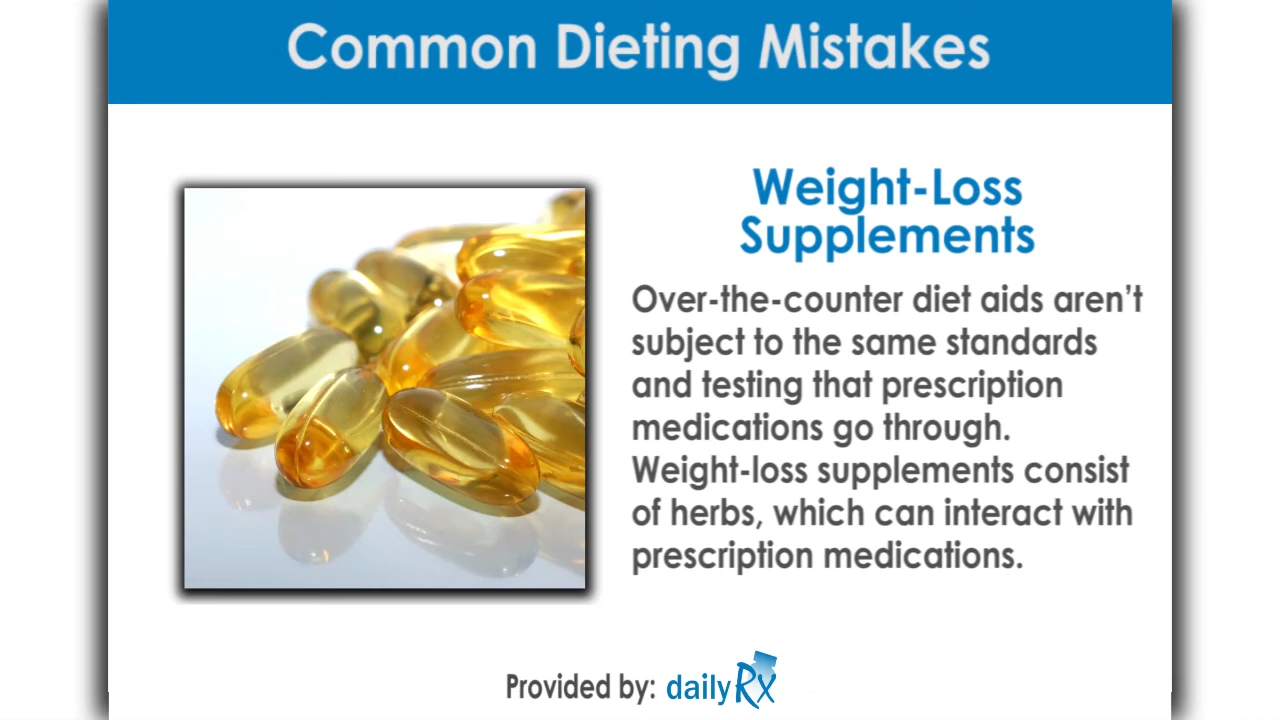 Common Dieting Mistakes
Weight-Loss
Supplements
Over-the-counter diet aids aren't
subject to the same standards
and testing that prescription
medications go through.
Weight-loss supplements consist
of herbs, which can interact with
prescription medications.
Provided by: dailyRx